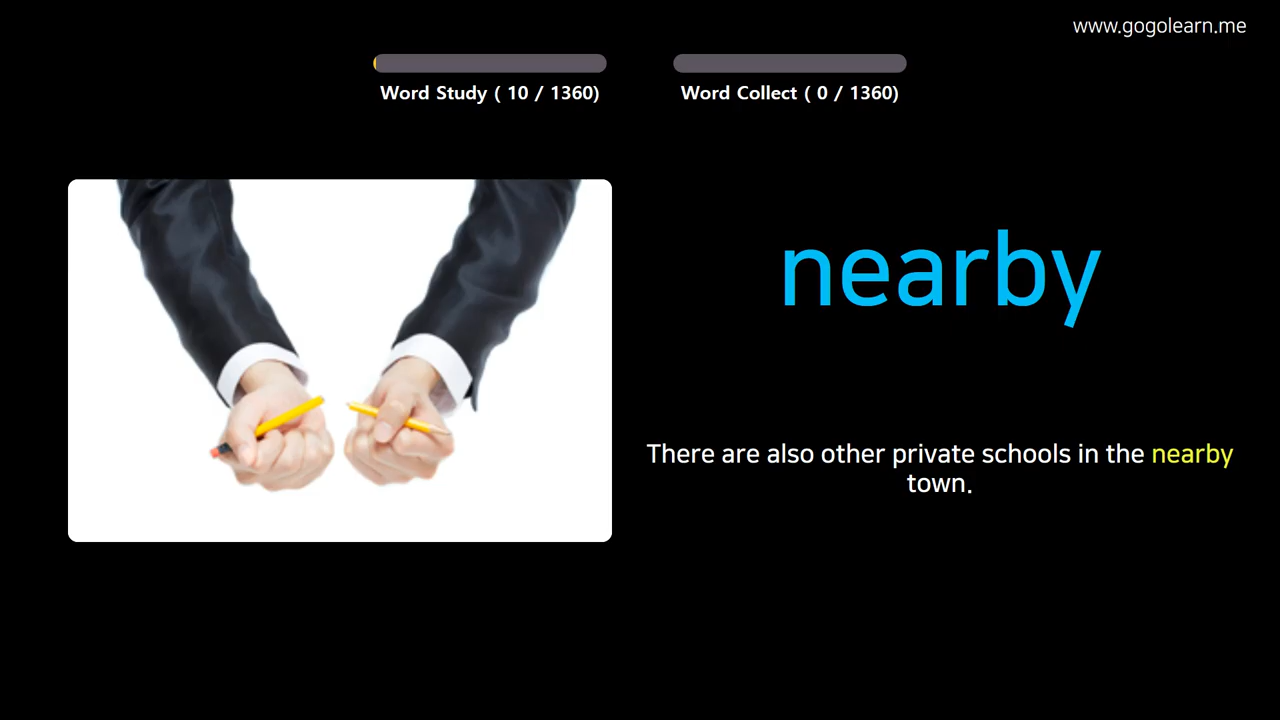 www.gogolearn.me
Word Study ( 10 / 1360)
Word Collect ( 0 / 1360)
nearby
There are also other private schools in the nearby
town.